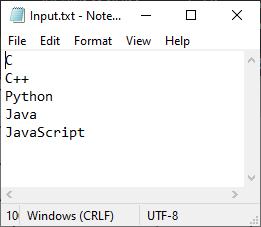 Input.txt - Note...
File Edit Format View Help
C
C++
Python
Java
JavaScript
10 Windows (CRLF) UTF-8